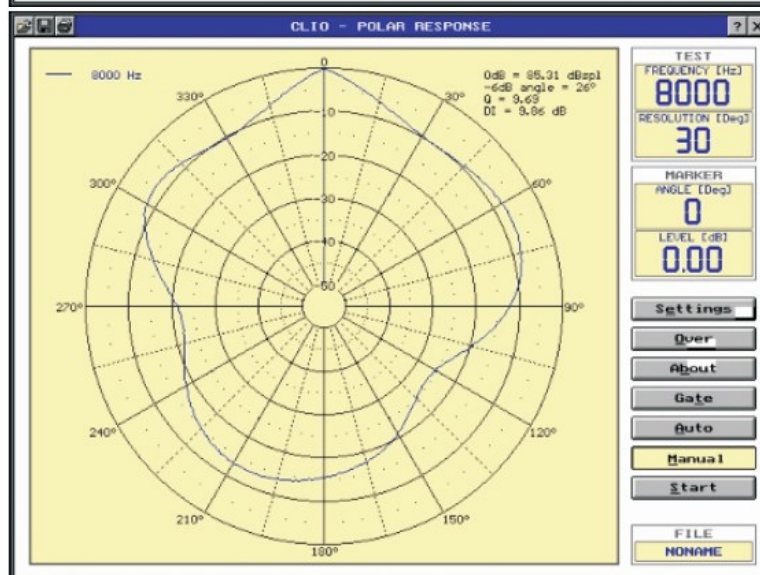 CLIO - POLAR RESPONSE
? X
8000 Hz
0dB = 85.31 dBspl
-6dB angle = 26°
Q = 9.69
DI = 9.86 dB
0
330°
30°
-10
-20
300°
60°
-30
-40
-50
270°
90°
240°
120°
210°
150°
180°
TEST
FREQUENCY [Hz]
8000
RESOLUTION [Deg]
30
MARKER
ANGLE [Deg]
0
LEVEL [dB]
0.00
Settings
Over
About
Gate
Auto
Manual
Start
FILE
NONAME